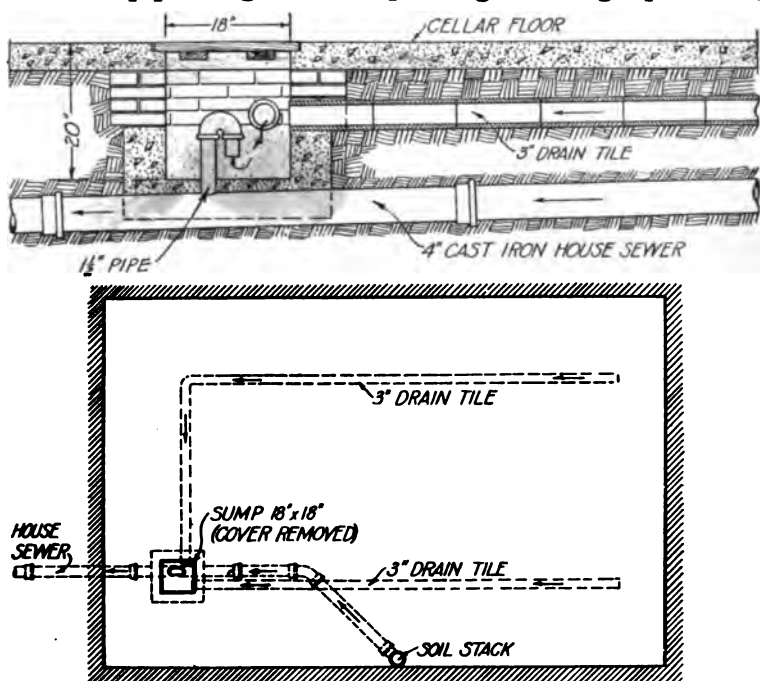 18"
CELLAR FLOOR
20"
3" DRAIN TILE
4" CAST IRON HOUSE SEWER
1½" PIPE
3" DRAIN TILE
SUMP 18"x18"
(COVER REMOVED)
HOUSE
SEWER
3" DRAIN TILE
SOIL STACK